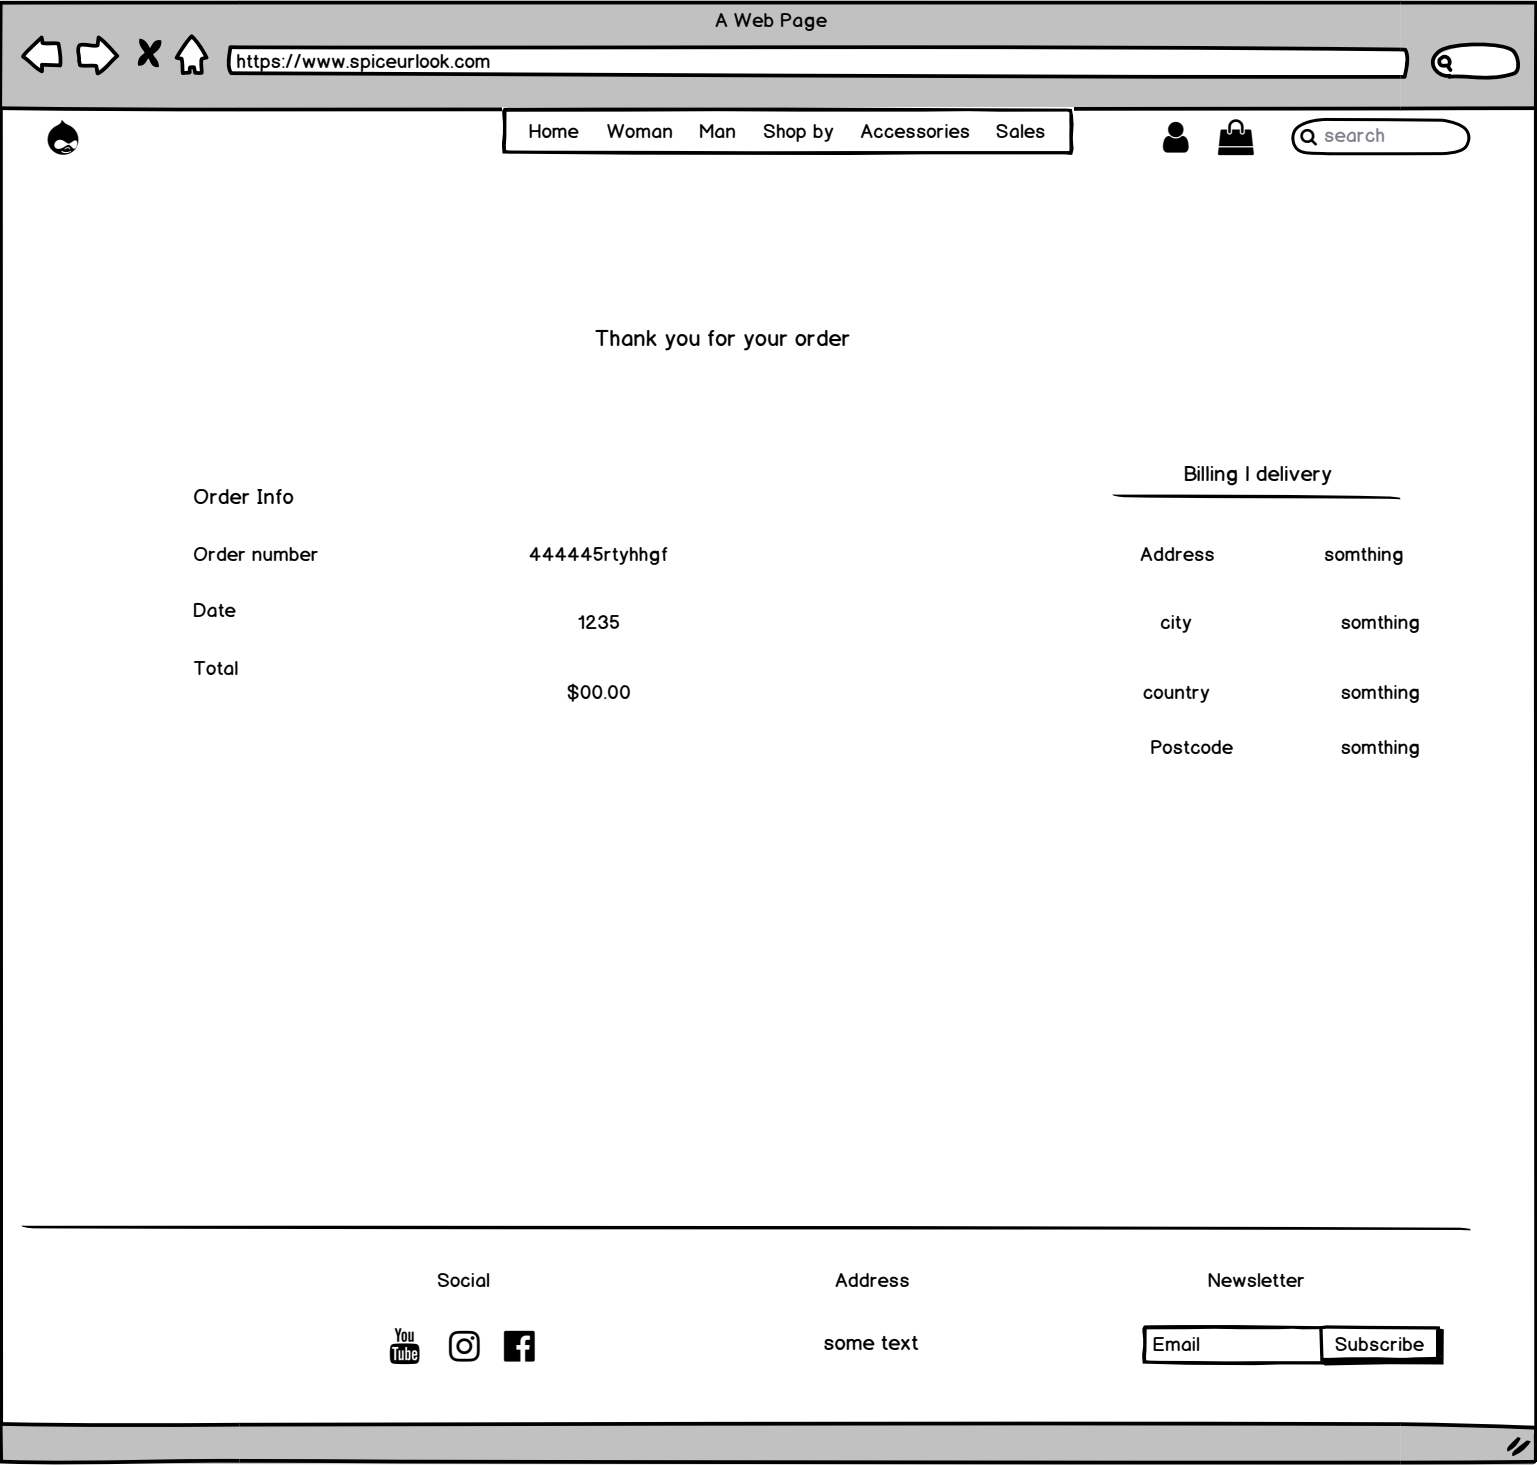 A Web Page
https://www.spiceurlook.com
Home Woman Man Shop by Accessories Sales
search
Thank you for your order
Billing | delivery
Order Info
Order number 444445rtyhhgf
Address somthing
Date
1235
city somthing
Total
$00.00
country somthing
Postcode somthing
Social Address Newsletter
You
Tube
some text
Email Subscribe